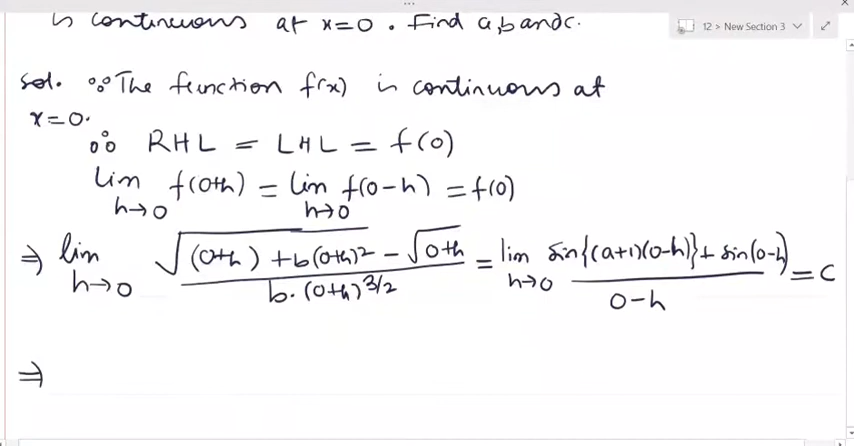 is continuous at x=0. Find a,b and c.
12 > New Section 3
Sol. ∵ The function f(x) is continuous at
x=0.
∴ RHL = LHL = f(0)
lim h→0 f(0+h) = lim h→0 f(0-h) = f(0)
⇒ lim h→0 (√((0+h)+b(0+h)²) - √(0+h)) / (b.(0+h)^3/2) = lim h→0 (sin{(a+1)(0-h)} + sin(0-h)) / (0-h) = c
⇒